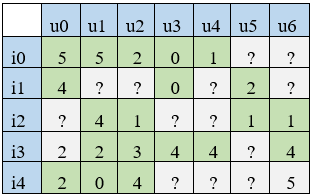 u0 u1 u2 u3 u4 u5 u6
i0 5 5 2 0 1 ? ?
i1 4 ? ? 0 ? 2 ?
i2 ? 4 1 ? ? 1 1
i3 2 2 3 4 4 ? 4
i4 2 0 4 ? ? ? 5